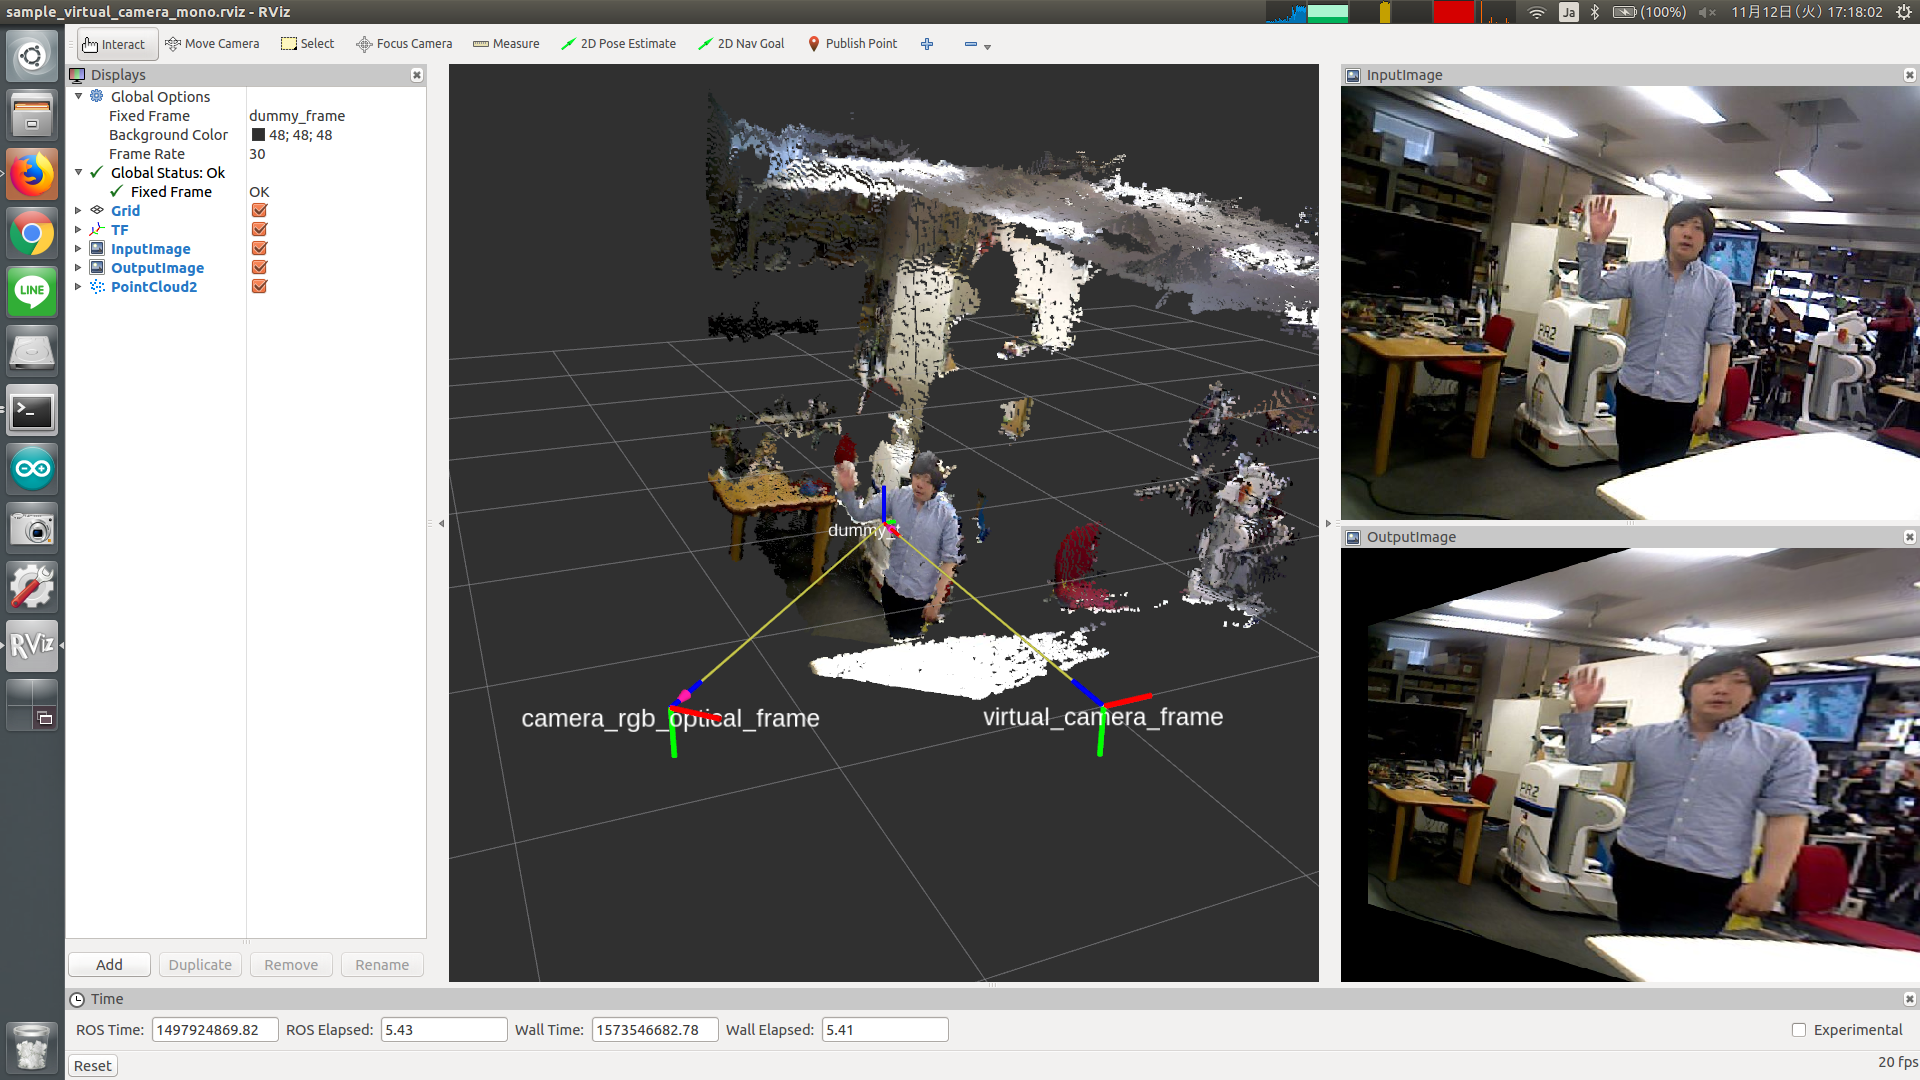 sample_virtual_camera_mono.rviz - RViz
Ja
(100%)
11月12日(火) 17:18:02
Interact
Move Camera
Select
Focus Camera
Measure
2D Pose Estimate
2D Nav Goal
Publish Point
Displays
Global Options
Fixed Frame dummy_frame
Background Color 48; 48; 48
Frame Rate 30
Global Status: Ok
Fixed Frame OK
Grid
TF
InputImage
OutputImage
PointCloud2
LINE
RViz
Add
Duplicate
Remove
Rename
dummy_
camera_rgb_optical_frame
virtual_camera_frame
InputImage
PR2
OutputImage
PR2
Time
ROS Time: 1497924869.82
ROS Elapsed: 5.43
Wall Time: 1573546682.78
Wall Elapsed: 5.41
Experimental
Reset
20 fps